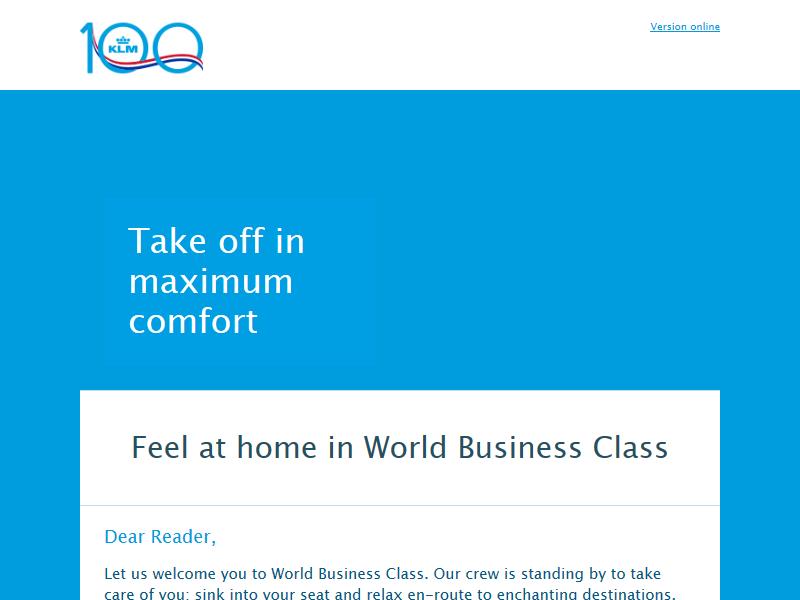 100
KLM
Version online
Take off in
maximum
comfort
Feel at home in World Business Class
Dear Reader,
Let us welcome you to World Business Class. Our crew is standing by to take
care of you; sink into your seat and relax en-route to enchanting destinations.